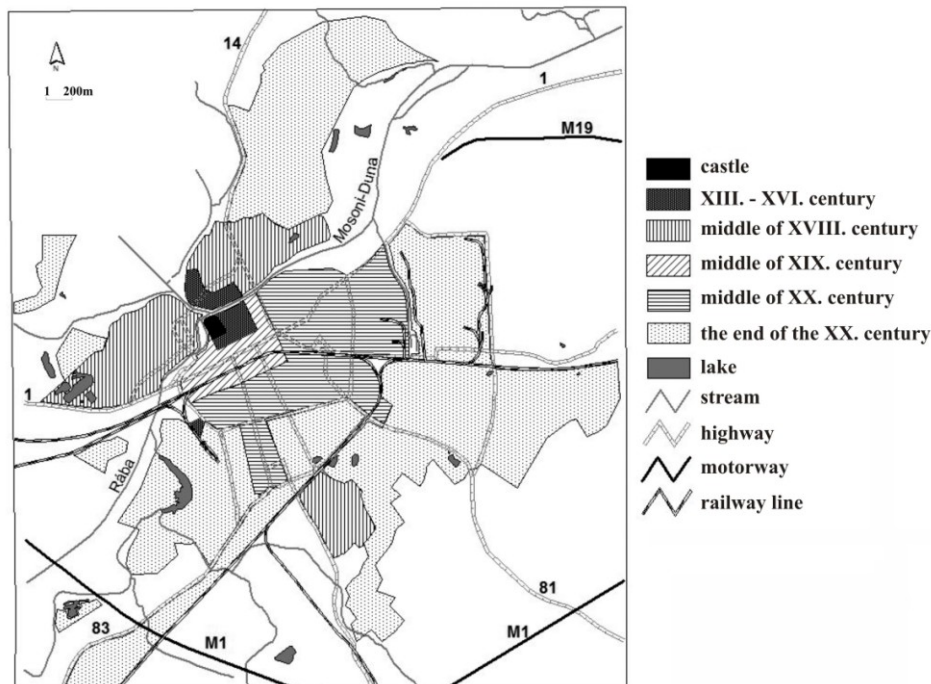 14
1
M19
N
1 200m
Mosoni-Duna
1
Rába
81
83
M1
M1
castle
XIII. - XVI. century
middle of XVIII. century
middle of XIX. century
middle of XX. century
the end of the XX. century
lake
stream
highway
motorway
railway line